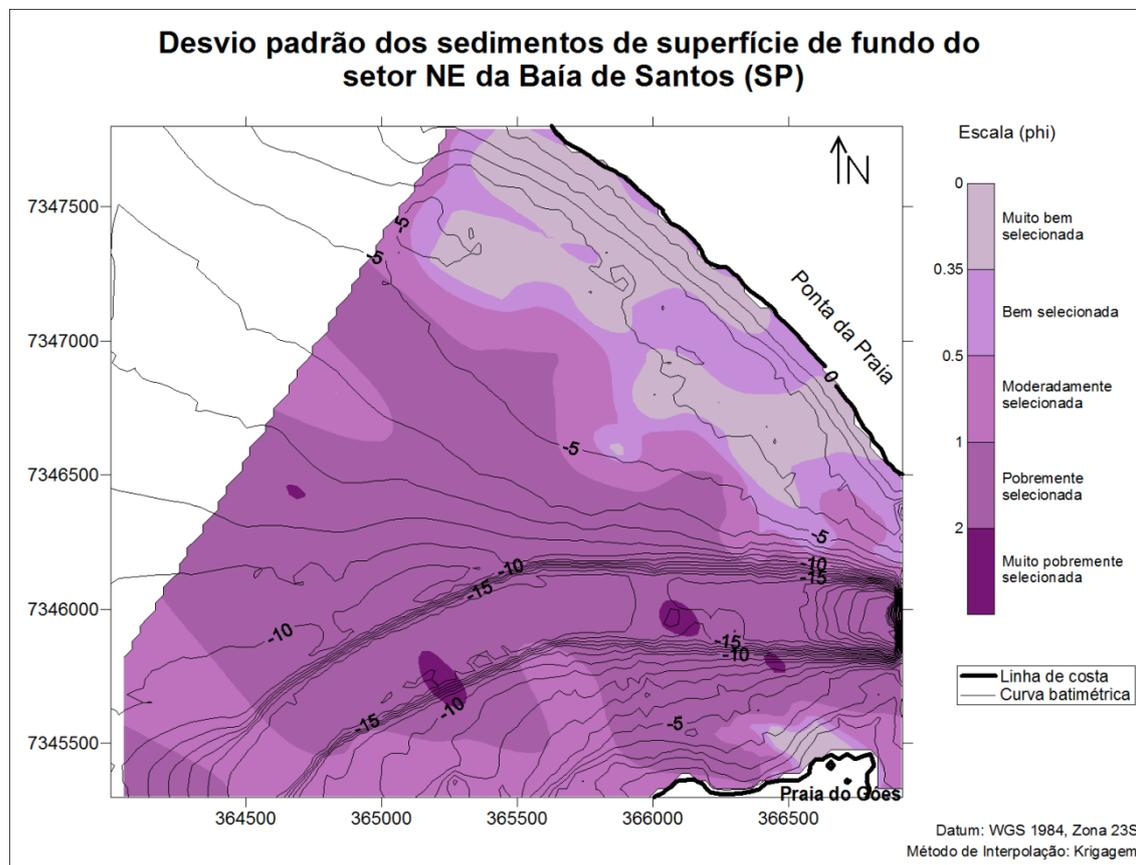 Desvio padrão dos sedimentos de superfície de fundo do
setor NE da Baía de Santos (SP)
Escala (phi)
N
0
Muito bem
selecionada
0.35
Bem selecionada
0.5
Moderadamente
selecionada
1
Pobremente
selecionada
2
Muito pobremente
selecionada
7347500
7347000
7346500
7346000
7345500
-5
-5
Ponta da Praia
0
-5
-5
-10
-10
-15
-15
-10
-15
-10
-10
-15
-5
Praia do Góes
364500
365000
365500
366000
366500
Linha de costa
Curva batimétrica
Datum: WGS 1984, Zona 23S
Método de Interpolação: Krigagem